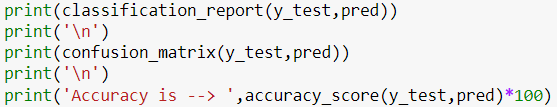 print(classification_report(y_test,pred))
print('\n')
print(confusion_matrix(y_test,pred))
print('\n')
print('Accuracy is --> ',accuracy_score(y_test,pred)*100)